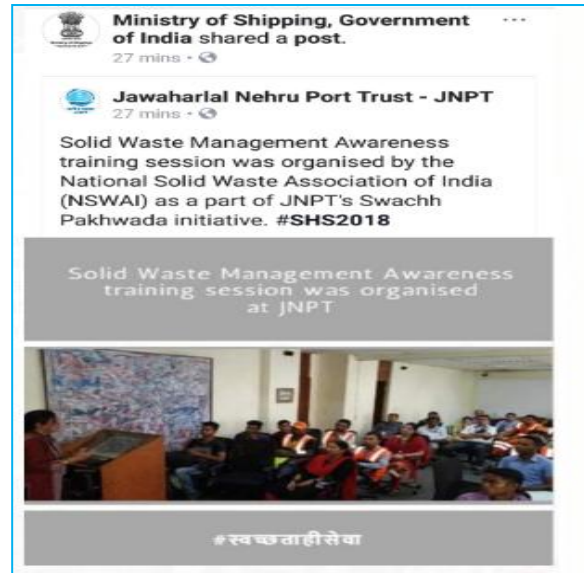 Ministry of Shipping, Government
of India shared a post.
27 mins •
Jawaharlal Nehru Port Trust - JNPT
27 mins •
Solid Waste Management Awareness
training session was organised by the
National Solid Waste Association of India
(NSWAI) as a part of JNPT's Swachh
Pakhwada initiative. #SHS2018
Solid Waste Management Awareness
training session was organised
at JNPT
#स्वच्छताहीसेवा